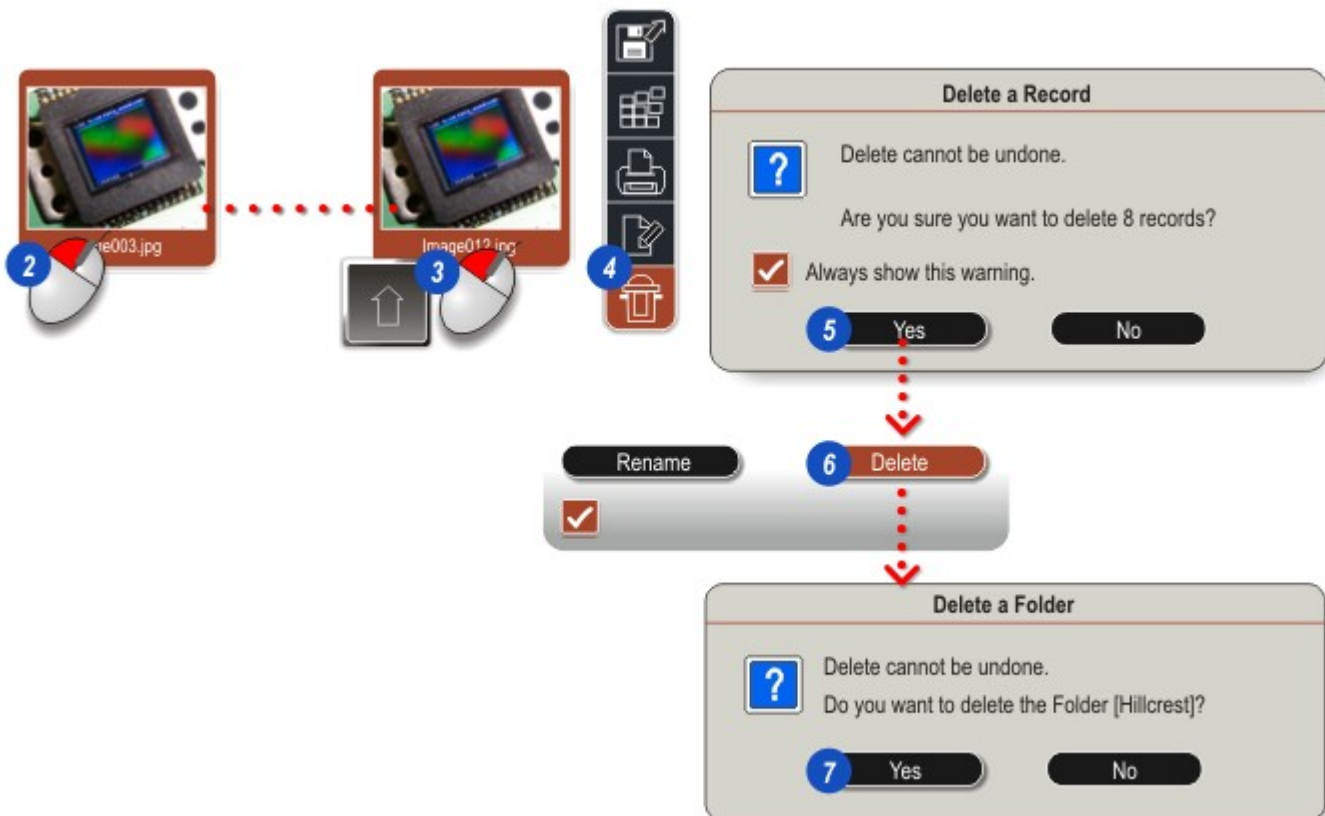 2
ge003.jpg
3
Image012.jpg
4
Delete a Record
Delete cannot be undone.
Are you sure you want to delete 8 records?
Always show this warning.
5
Yes
No
Rename
6
Delete
Delete a Folder
Delete cannot be undone.
Do you want to delete the Folder [Hillcrest]?
7
Yes
No